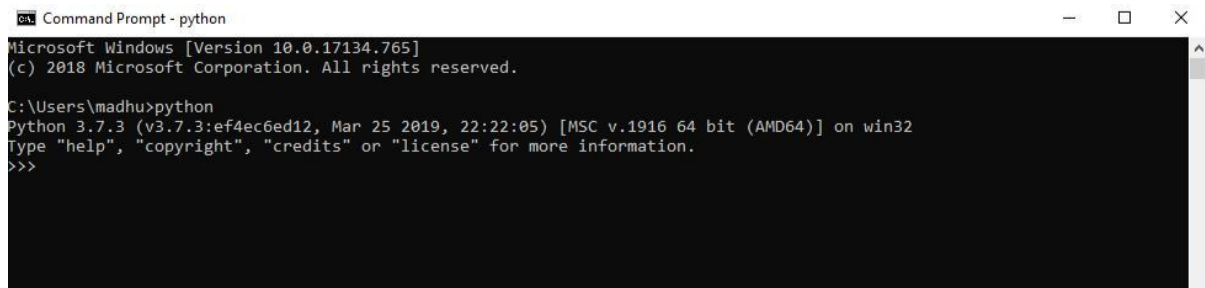 Command Prompt - python
Microsoft Windows [Version 10.0.17134.765]
(c) 2018 Microsoft Corporation. All rights reserved.
C:\Users\madhu>python
Python 3.7.3 (v3.7.3:ef4ec6ed12, Mar 25 2019, 22:22:05) [MSC v.1916 64 bit (AMD64)] on win32
Type "help", "copyright", "credits" or "license" for more information.
>>>